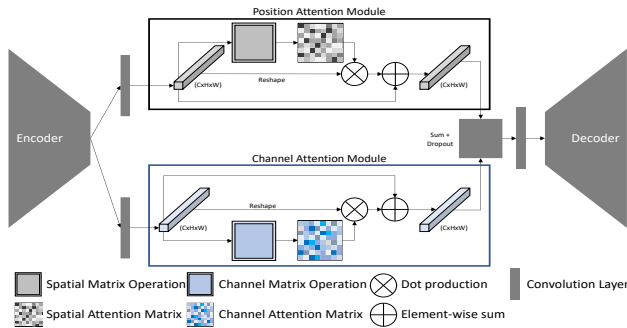 Position Attention Module
(CxHxW)
Reshape
(CxHxW)
Encoder
Sum +
Dropout
Decoder
Channel Attention Module
Reshape
(CxHxW)
(CxHxW)
Spatial Matrix Operation
Channel Matrix Operation
Dot production
Convolution Layer
Spatial Attention Matrix
Channel Attention Matrix
Element-wise sum